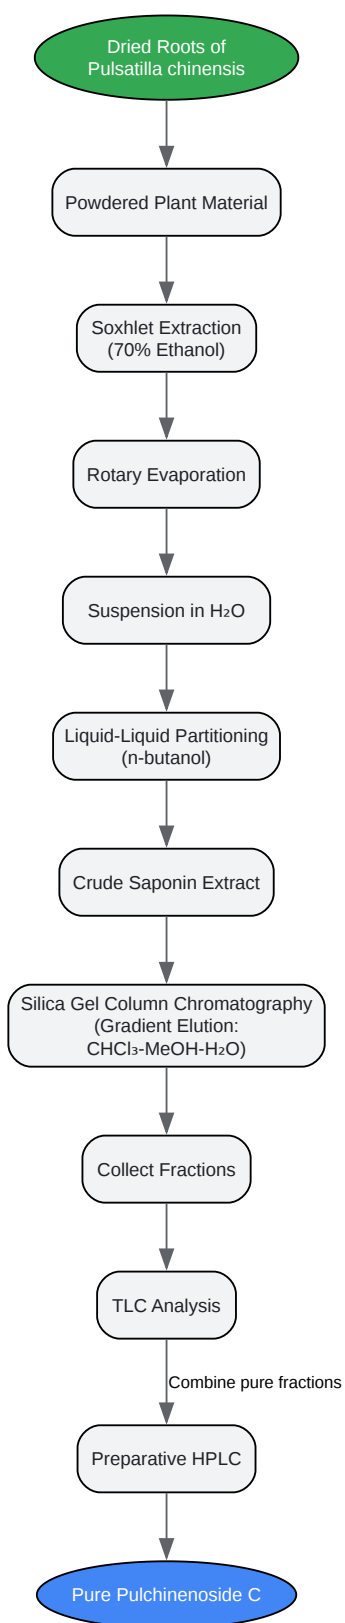 Dried Roots of
Pulsatilla chinensis
Powdered Plant Material
Soxhlet Extraction
(70% Ethanol)
Rotary Evaporation
Suspension in H₂O
Liquid-Liquid Partitioning
(n-butanol)
Crude Saponin Extract
Silica Gel Column Chromatography
(Gradient Elution:
CHCl₃-MeOH-H₂O)
Collect Fractions
TLC Analysis
Combine pure fractions
Preparative HPLC
Pure Pulchinenoside C